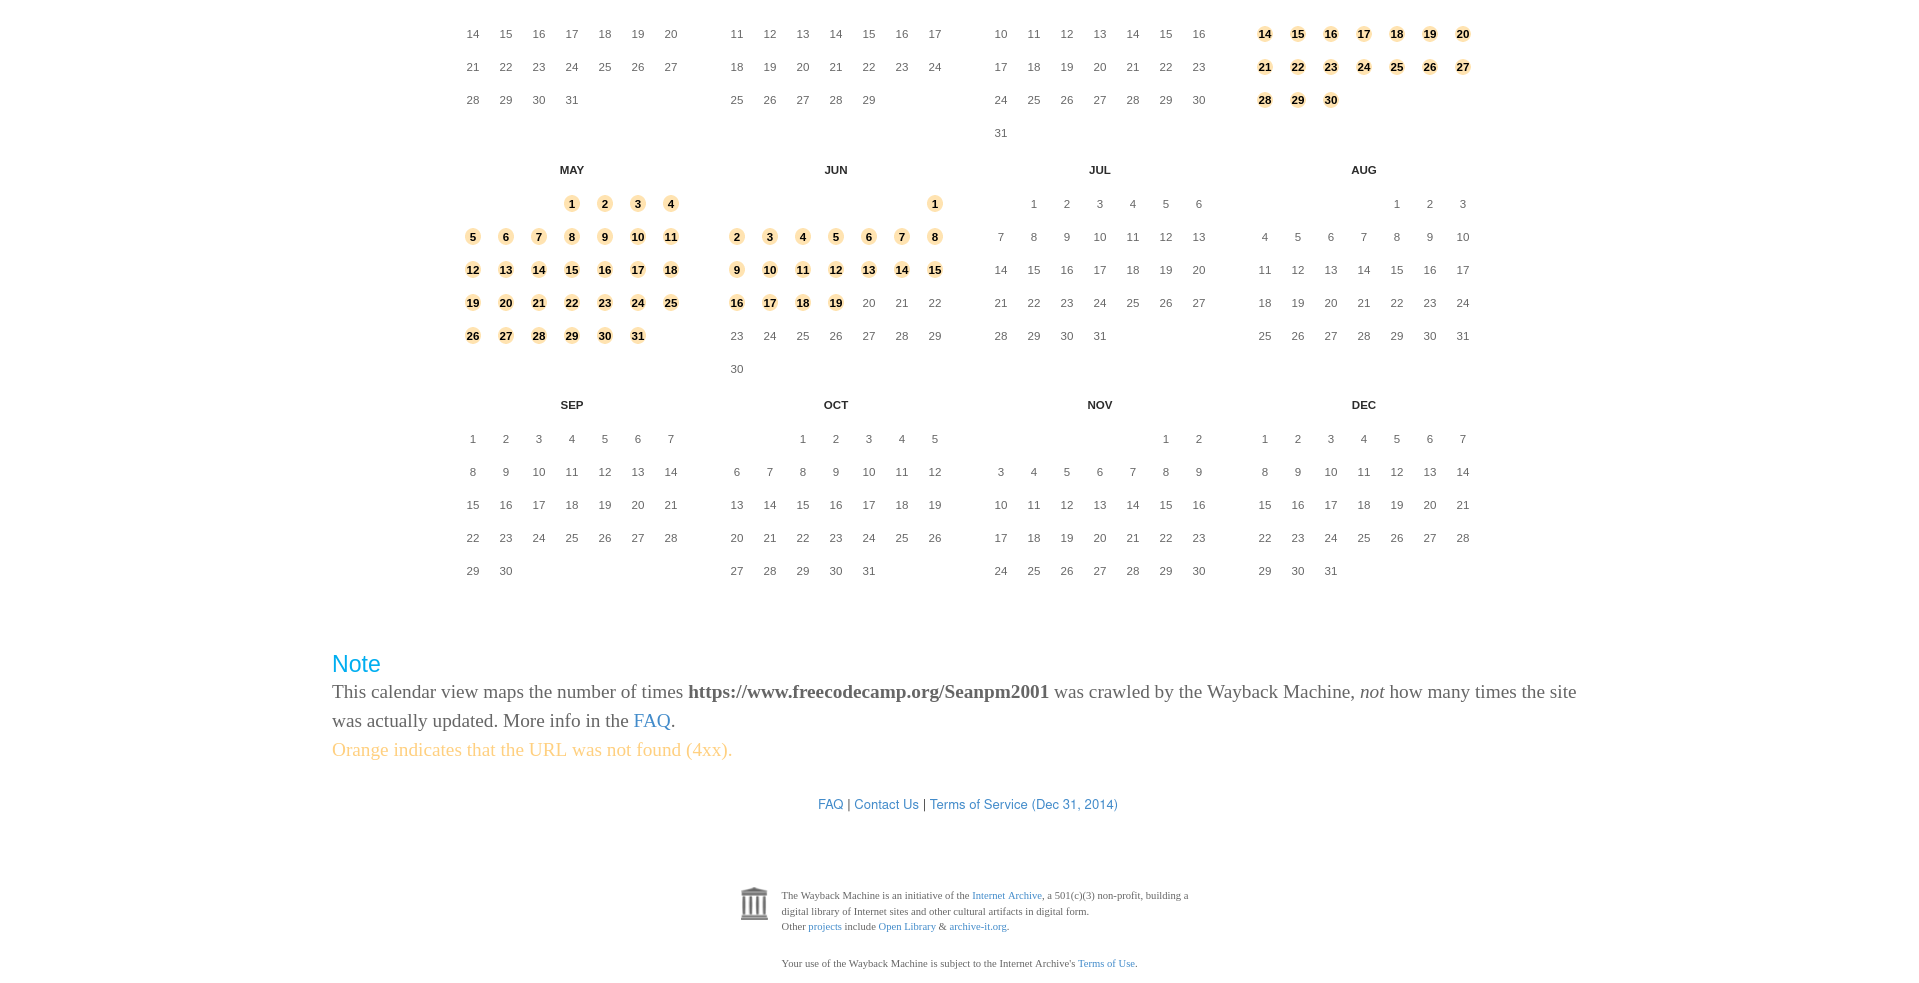 14 15 16 17 18 19 20 11 12 13 14 15 16 17 10 11 12 13 14 15 16 14 15 16 17 18 19 20
21 22 23 24 25 26 27 18 19 20 21 22 23 24 17 18 19 20 21 22 23 21 22 23 24 25 26 27
28 29 30 31 25 26 27 28 29 24 25 26 27 28 29 30 28 29 30
31
MAY JUN JUL AUG
1 2 3 4 1 1 2 3 4 5 6 1 2 3
5 6 7 8 9 10 11 2 3 4 5 6 7 8 7 8 9 10 11 12 13 4 5 6 7 8 9 10
12 13 14 15 16 17 18 9 10 11 12 13 14 15 14 15 16 17 18 19 20 11 12 13 14 15 16 17
19 20 21 22 23 24 25 16 17 18 19 20 21 22 21 22 23 24 25 26 27 18 19 20 21 22 23 24
26 27 28 29 30 31 23 24 25 26 27 28 29 28 29 30 31 25 26 27 28 29 30 31
30
SEP OCT NOV DEC
1 2 3 4 5 6 7 1 2 3 4 5 1 2 1 2 3 4 5 6 7
8 9 10 11 12 13 14 6 7 8 9 10 11 12 3 4 5 6 7 8 9 8 9 10 11 12 13 14
15 16 17 18 19 20 21 13 14 15 16 17 18 19 10 11 12 13 14 15 16 15 16 17 18 19 20 21
22 23 24 25 26 27 28 20 21 22 23 24 25 26 17 18 19 20 21 22 23 22 23 24 25 26 27 28
29 30 27 28 29 30 31 24 25 26 27 28 29 30 29 30 31
Note
This calendar view maps the number of times https://www.freecodecamp.org/Seanpm2001 was crawled by the Wayback Machine, not how many times the site
was actually updated. More info in the FAQ.
Orange indicates that the URL was not found (4xx).
FAQ | Contact Us | Terms of Service (Dec 31, 2014)
The Wayback Machine is an initiative of the Internet Archive, a 501(c)(3) non-profit, building a
digital library of Internet sites and other cultural artifacts in digital form.
Other projects include Open Library & archive-it.org.
Your use of the Wayback Machine is subject to the Internet Archive's Terms of Use.